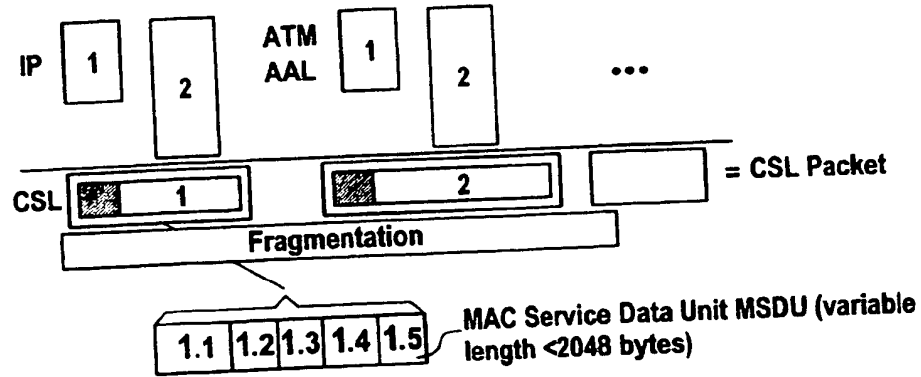 IP 1 2 ATM AAL 1 2 •••
CSL 1 2 = CSL Packet
Fragmentation
1.1 1.2 1.3 1.4 1.5
MAC Service Data Unit MSDU (variable
length <2048 bytes)